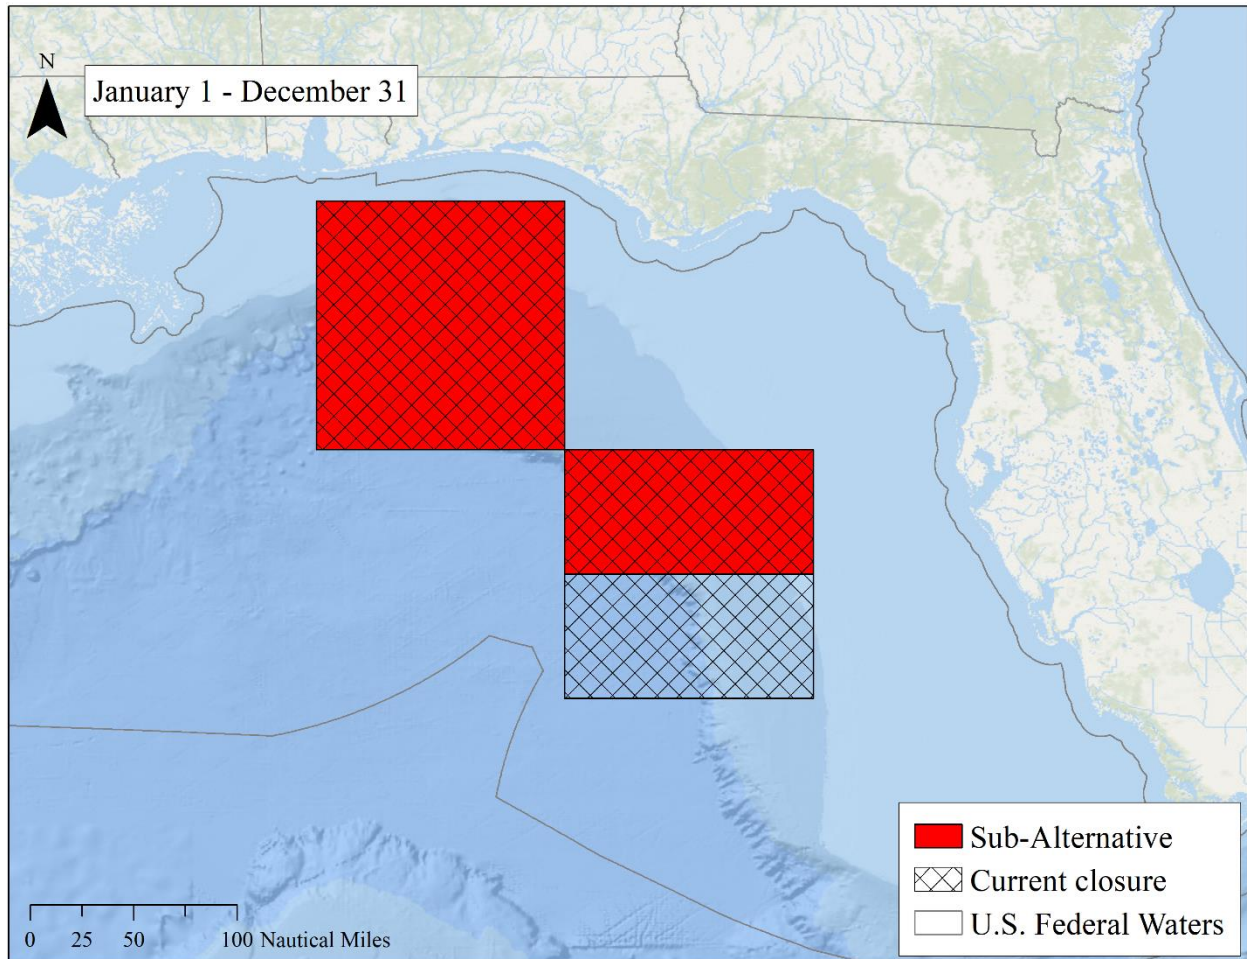 N
January 1 - December 31
Sub-Alternative
Current closure
U.S. Federal Waters
0 25 50 100 Nautical Miles